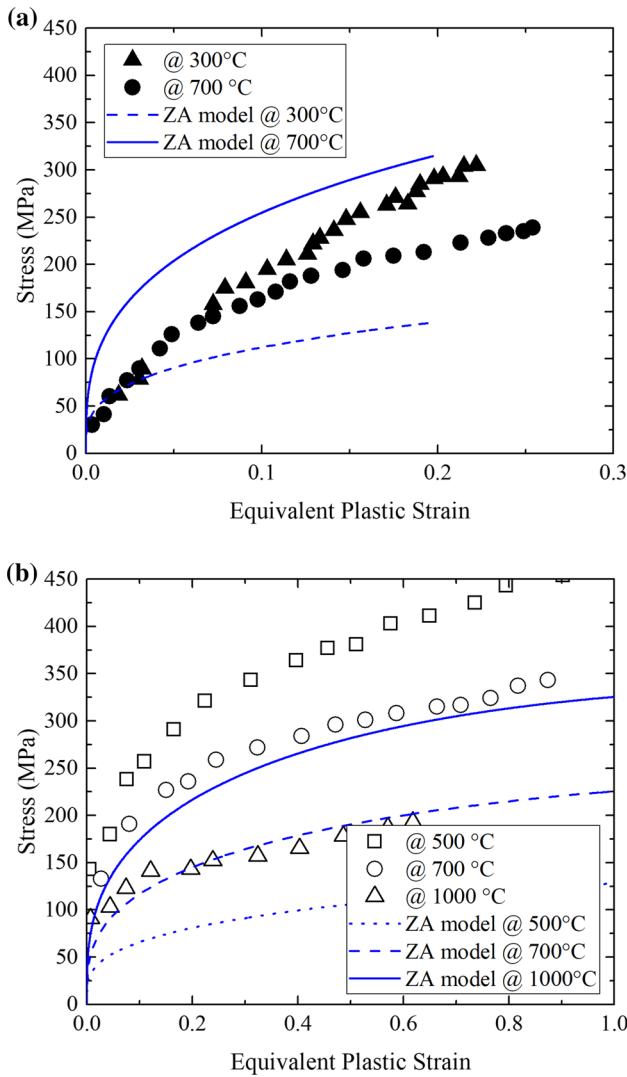 (a)
450
400
350
300
250
200
150
100
50
0
Stress (MPa)
@ 300°C
@ 700 °C
ZA model @ 300°C
ZA model @ 700°C
0.0
0.1
0.2
0.3
Equivalent Plastic Strain
(b)
450
400
350
300
250
200
150
100
50
0
Stress (MPa)
@ 500 °C
@ 700 °C
@ 1000 °C
ZA model @ 500°C
ZA model @ 700°C
ZA model @ 1000°C
0.0
0.2
0.4
0.6
0.8
1.0
Equivalent Plastic Strain